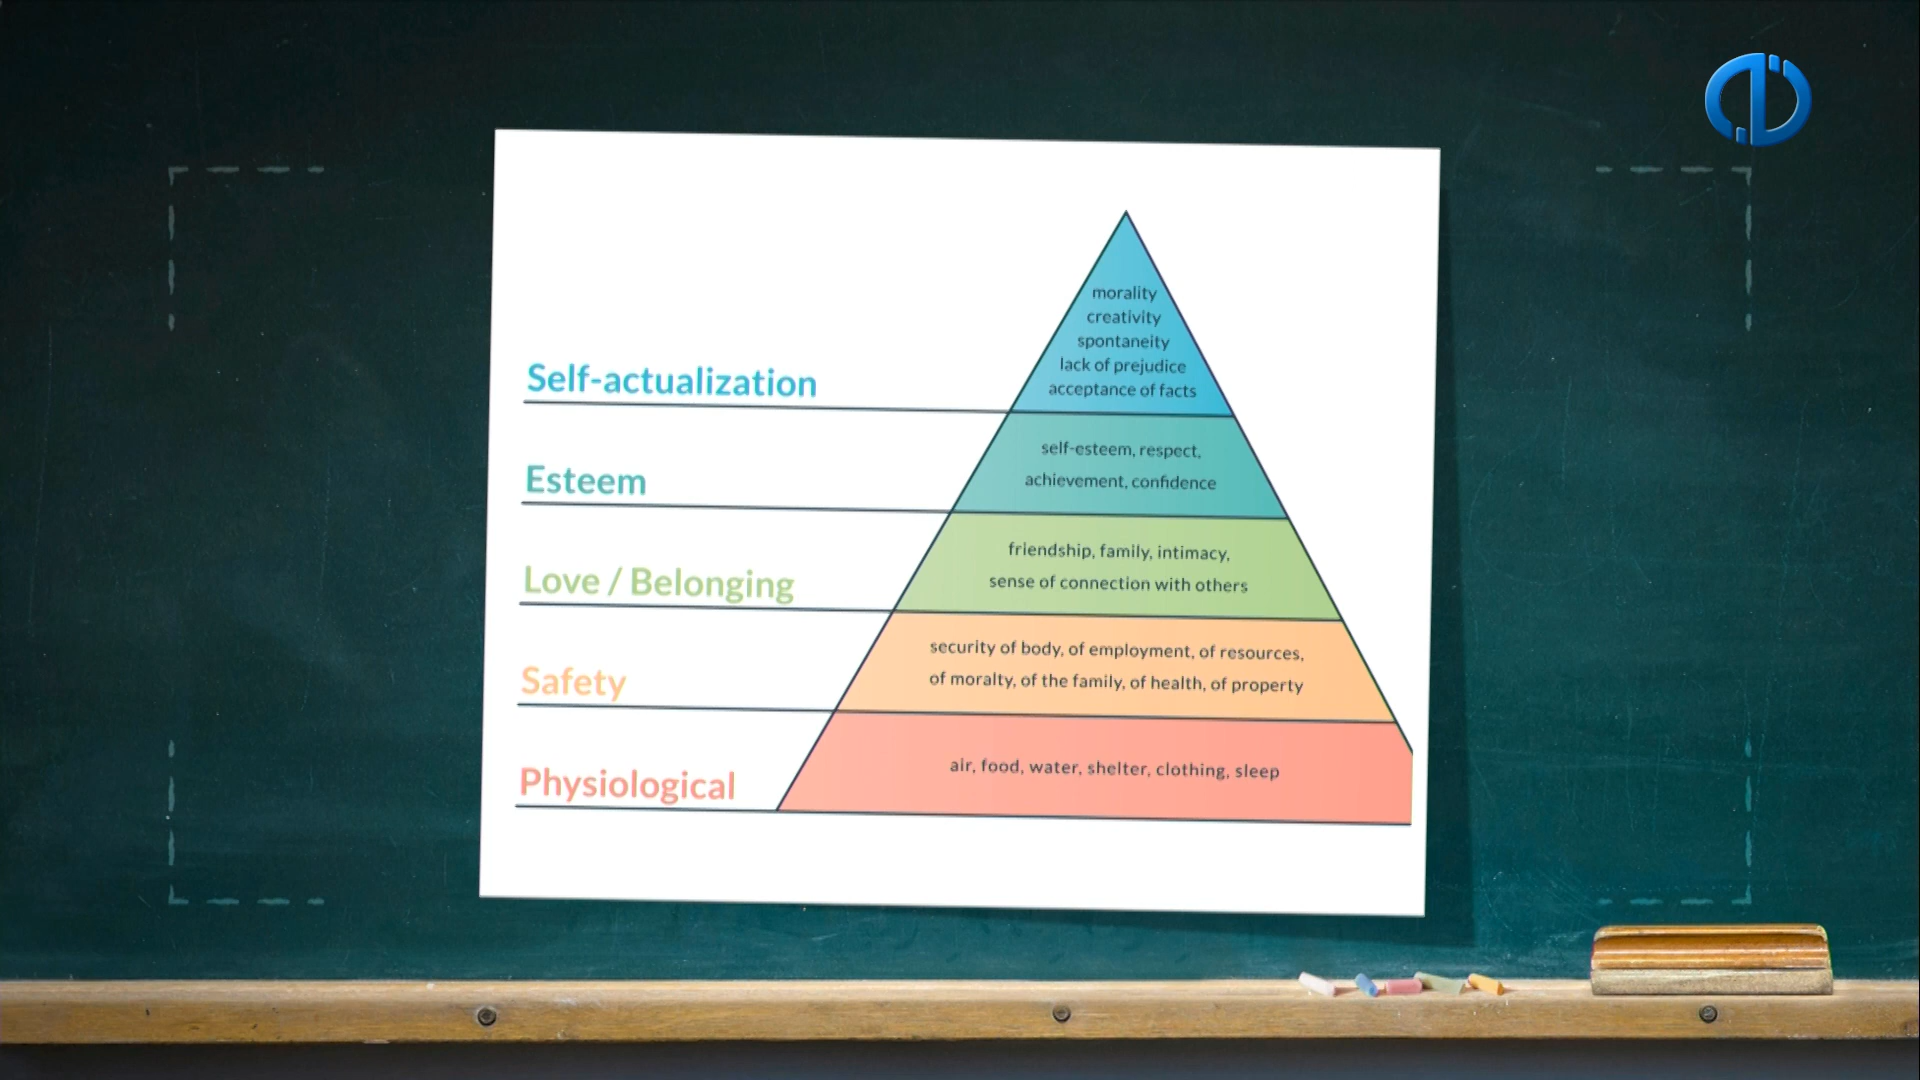 morality
creativity
spontaneity
lack of prejudice
acceptance of facts
Self-actualization
self-esteem, respect,
achievement, confidence
Esteem
friendship, family, intimacy,
sense of connection with others
Love / Belonging
security of body, of employment, of resources,
of moralty, of the family, of health, of property
Safety
air, food, water, shelter, clothing, sleep
Physiological